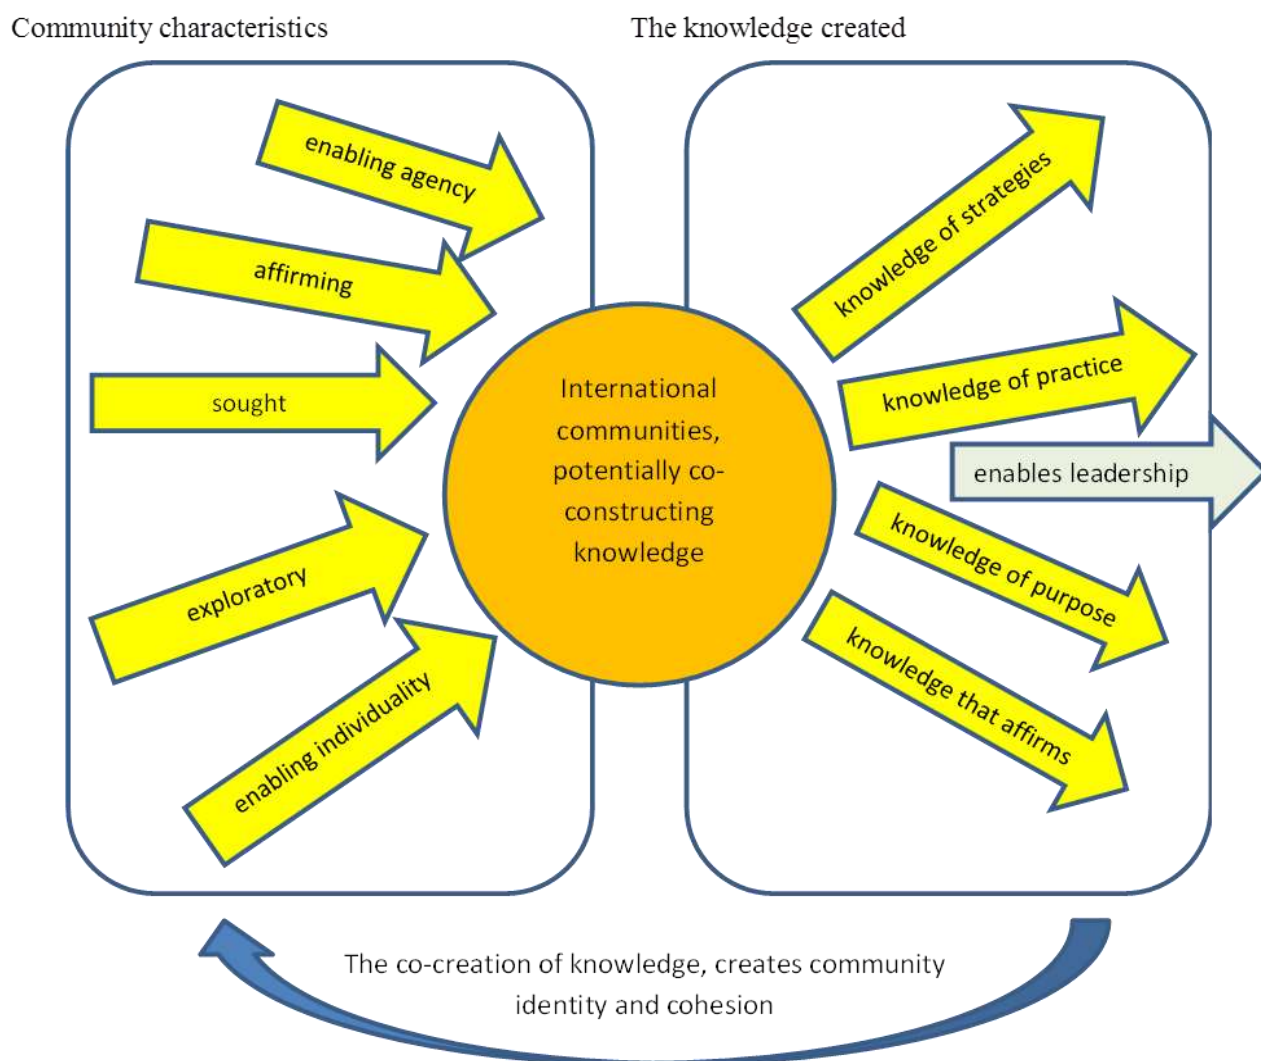 Community characteristics
The knowledge created
enabling agency
affirming
sought
exploratory
enabling individuality
International
communities,
potentially co-
constructing
knowledge
knowledge of strategies
knowledge of practice
enables leadership
knowledge of purpose
knowledge that affirms
The co-creation of knowledge, creates community
identity and cohesion